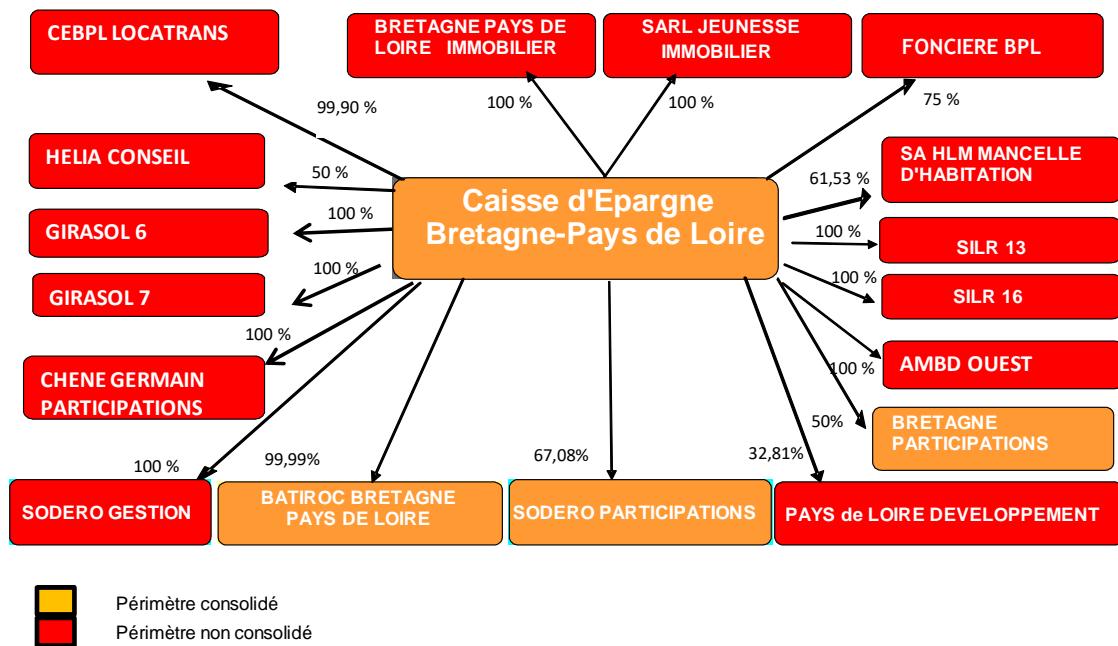 CEBPL LOCATRANS
BRETAGNE PAYS DE
LOIRE IMMOBILIER
SARL JEUNESSE
IMMOBILIER
FONCIERE BPL
99,90 %
100 %
100 %
75 %
HELIA CONSEIL
50 %
SA HLM MANCELLE
D'HABITATION
61,53 %
Caisse d'Epargne
Bretagne-Pays de Loire
GIRASOL 6
100 %
100 %
SILR 13
GIRASOL 7
100 %
100 %
SILR 16
100 %
CHENE GERMAIN
PARTICIPATIONS
100 %
AMBD OUEST
50%
BRETAGNE
PARTICIPATIONS
100 %
99,99%
67,08%
32,81%
SODERO GESTION
BATIROC BRETAGNE
PAYS DE LOIRE
SODERO PARTICIPATIONS
PAYS de LOIRE DEVELOPPEMENT
Périmètre consolidé
Périmètre non consolidé